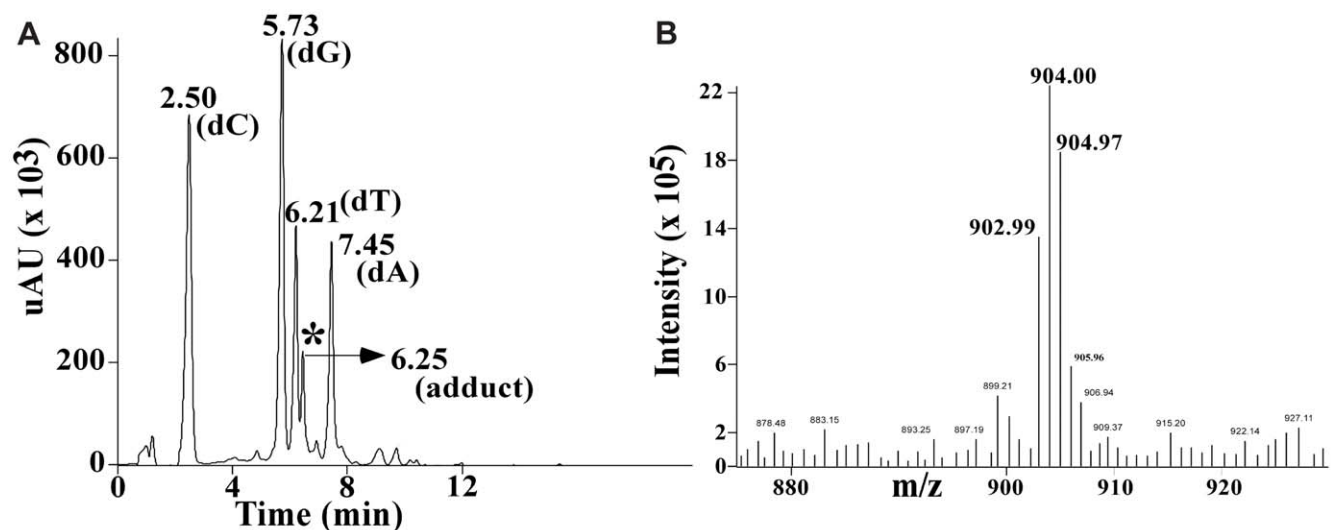 A
5.73
(dG)
2.50
(dC)
6.21 (dT)
7.45
(dA)
*
6.25
(adduct)
800
600
400
200
0
uAU (x 103)
0 4 8 12
Time (min)
B
904.00
904.97
902.99
905.96
906.94
899.21
878.48
883.15
893.25
897.19
909.37
915.20
922.14
927.11
22
18
14
10
6
2
0
Intensity (x 105)
880 900 910 920
m/z